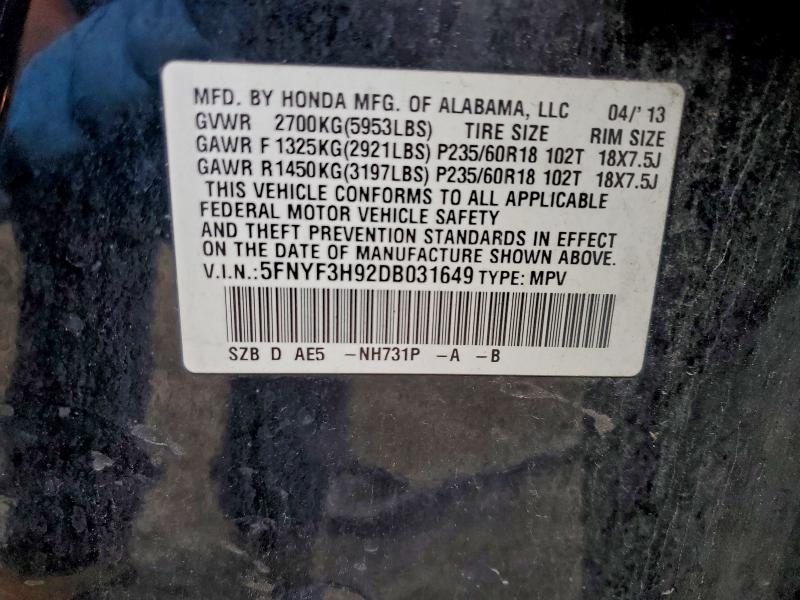 MFD. BY HONDA MFG. OF ALABAMA, LLC 04/'13
GVWR 2700KG(5953LBS) TIRE SIZE RIM SIZE
GAWR F 1325KG(2921LBS) P235/60R18 102T 18X7.5J
GAWR R1450KG(3197LBS) P235/60R18 102T 18X7.5J
THIS VEHICLE CONFORMS TO ALL APPLICABLE
FEDERAL MOTOR VEHICLE SAFETY
AND THEFT PREVENTION STANDARDS IN EFFECT
ON THE DATE OF MANUFACTURE SHOWN ABOVE.
V.I.N.:5FNYF3H92DB031649 TYPE: MPV
SZB D AE5 -NH731P -A -B